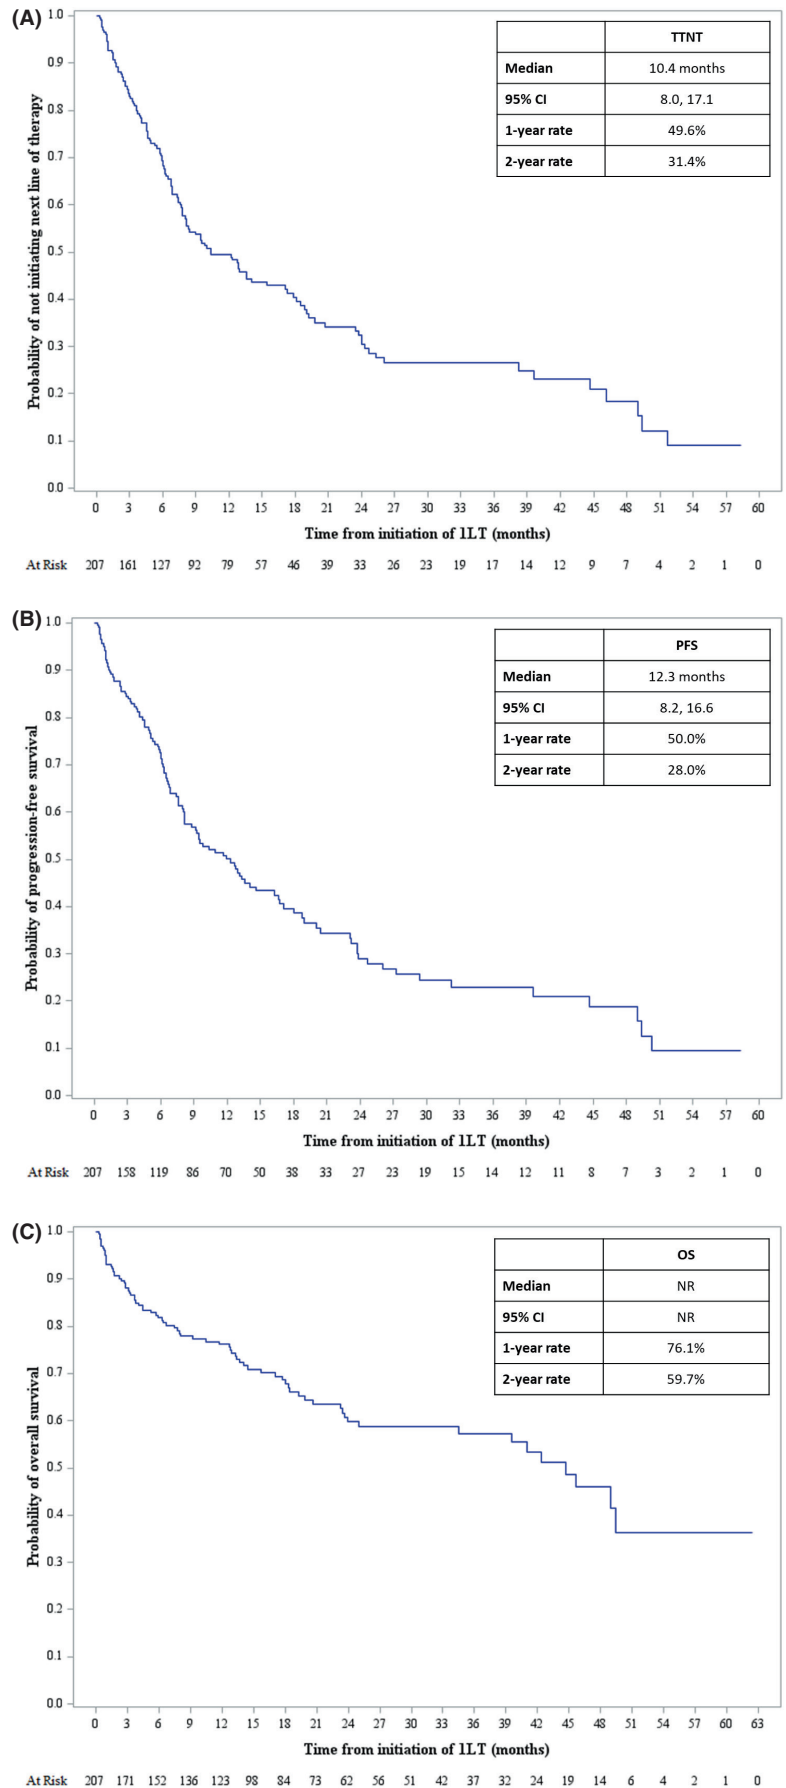 (A)
TTNT
Median 10.4 months
95% CI 8.0, 17.1
1-year rate 49.6%
2-year rate 31.4%
Probability of not initiating next line of therapy
1.0
0.9
0.8
0.7
0.6
0.5
0.4
0.3
0.2
0.1
0.0
0 3 6 9 12 15 18 21 24 27 30 33 36 39 42 45 48 51 54 57 60
Time from initiation of 1LT (months)
At Risk 207 161 127 92 79 57 46 39 33 26 23 19 17 14 12 9 7 4 2 1 0
(B)
PFS
Median 12.3 months
95% CI 8.2, 16.6
1-year rate 50.0%
2-year rate 28.0%
Probability of progression-free survival
1.0
0.9
0.8
0.7
0.6
0.5
0.4
0.3
0.2
0.1
0.0
0 3 6 9 12 15 18 21 24 27 30 33 36 39 42 45 48 51 54 57 60
Time from initiation of 1LT (months)
At Risk 207 158 119 86 70 50 38 33 27 23 19 15 14 12 11 8 7 3 2 1 0
(C)
OS
Median NR
95% CI NR
1-year rate 76.1%
2-year rate 59.7%
Probability of overall survival
1.0
0.9
0.8
0.7
0.6
0.5
0.4
0.3
0.2
0.1
0.0
0 3 6 9 12 15 18 21 24 27 30 33 36 39 42 45 48 51 54 57 60 63
Time from initiation of 1LT (months)
At Risk 207 171 152 136 123 98 84 73 62 56 51 42 37 32 24 19 14 6 4 2 1 0